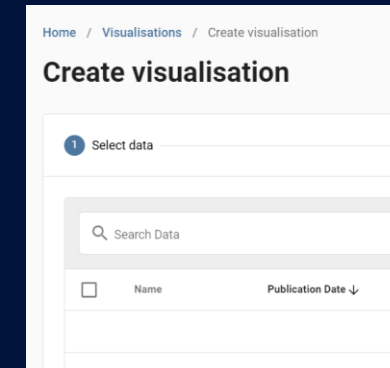 Home / Visualisations / Create visualisation
Create visualisation
1 Select data
Search Data
Name Publication Date ↓